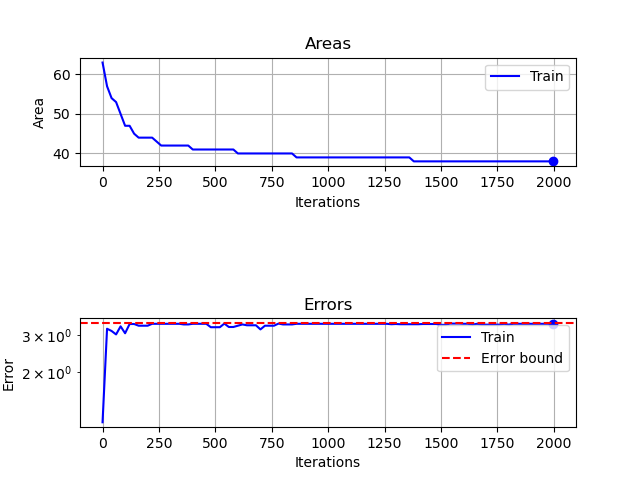 Areas
60
50
40
Area
Train
0 250 500 750 1000 1250 1500 1750 2000
Iterations
Errors
3 × 10⁰
2 × 10⁰
Error
Train
Error bound
0 250 500 750 1000 1250 1500 1750 2000
Iterations